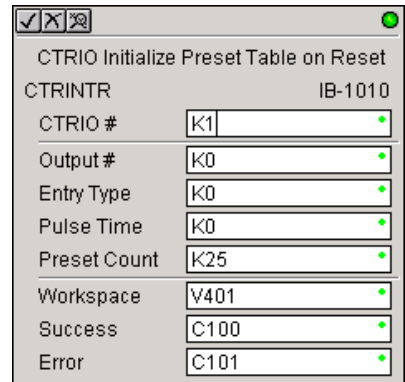 CTRIO Initialize Preset Table on Reset
CTRINTR IB-1010
CTRIO # K1
Output # K0
Entry Type K0
Pulse Time K0
Preset Count K25
Workspace V401
Success C100
Error C101